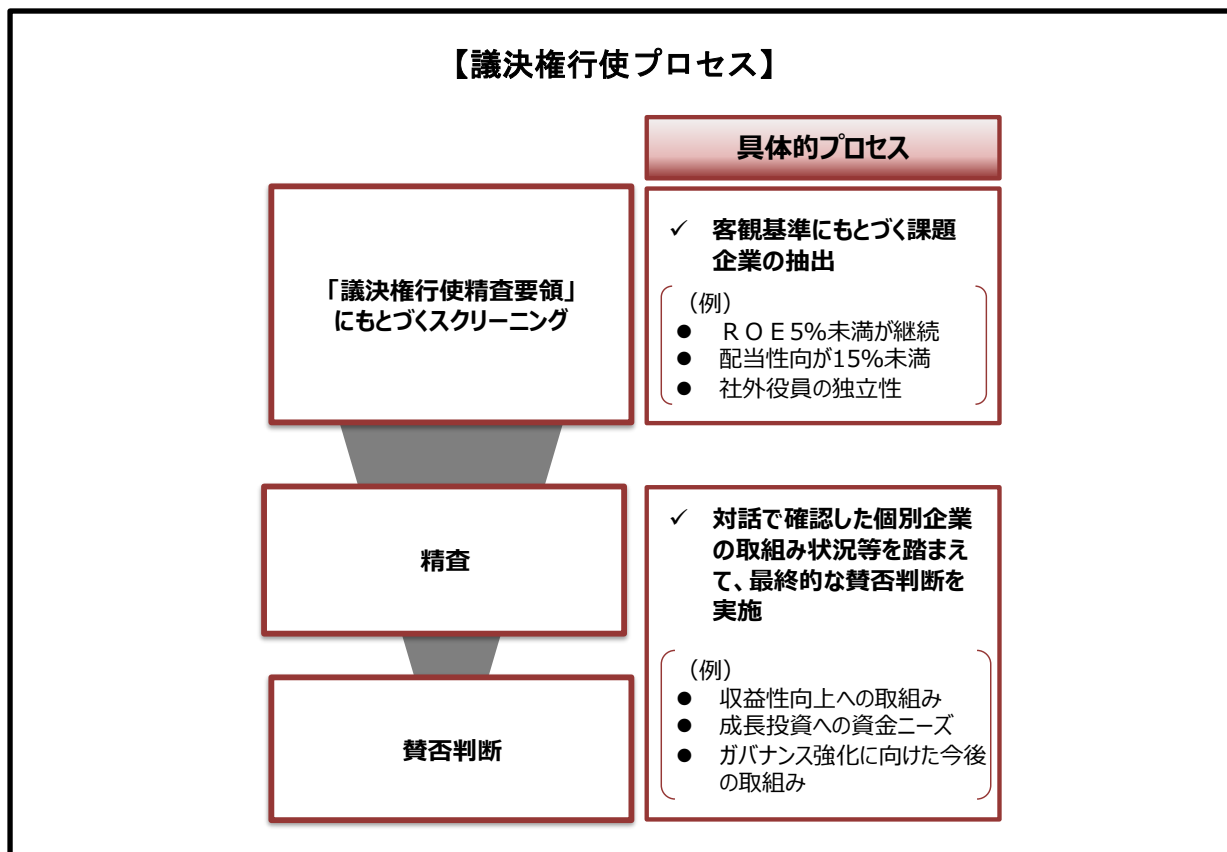 【議決権行使プロセス】
具体的プロセス
「議決権行使精査要領」
にもとづくスクリーニング
✓ 客観基準にもとづく課題
企業の抽出
（例）
● ＲＯＥ5%未満が継続
● 配当性向が15%未満
● 社外役員の独立性
精査
✓ 対話で確認した個別企業
の取組み状況等を踏まえ
て、最終的な賛否判断を
実施
（例）
● 収益性向上への取組み
● 成長投資への資金ニーズ
● ガバナンス強化に向けた今後
の取組み
賛否判断